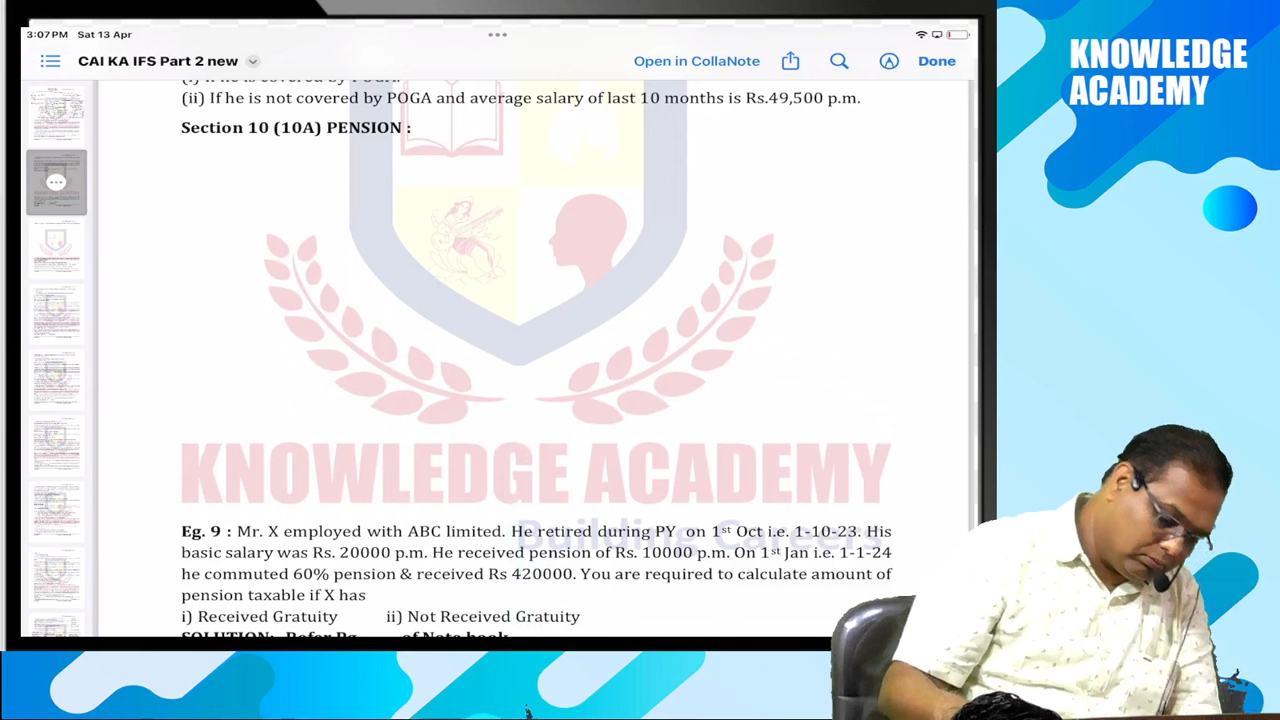 3:07 PM Sat 13 Apr
CAI KA IFS Part 2 new
Open in CollaNote
Done
(ii) If he is not covered by POGA and average salary of last 10 months is Rs.49,500 p.m.
Section 10 (10A) PENSION :
KNOWLEDGE ACADEMY
Eg. 9 : Mr. X employed with ABC limited. He retired during PY on 1st Oct i.e. 1-10-23. His
basic salary was Rs. 20000 p.m. He received pension of Rs. 10000 p.m. On 1st Jan i.e. 1-1-24
he commuted 60% pension & received 420000. You are required to calculate amount of
pension taxable if X has
i) Received Gratuity ii) Not Received Gratuity
KNOWLEDGE
ACADEMY